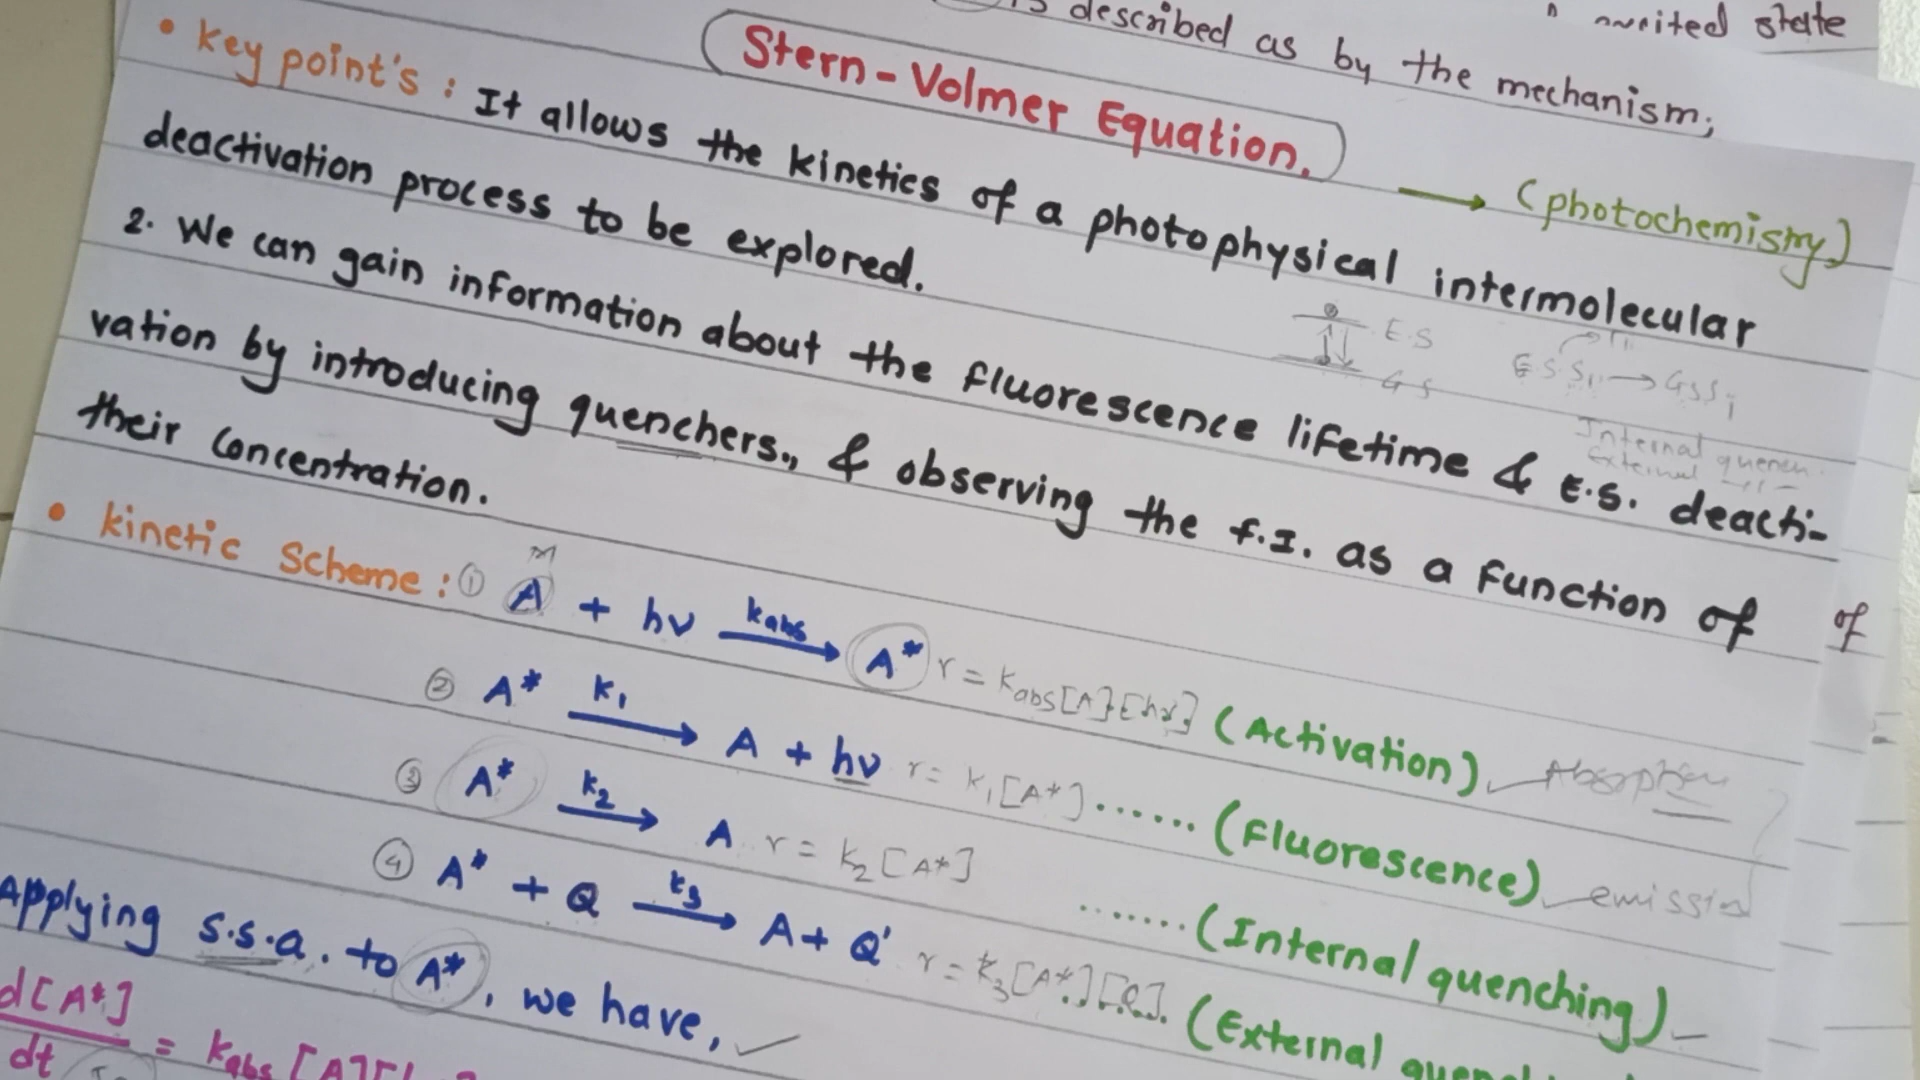 is described as by the mechanism;
state
Stern-Volmer Equation.
→ (photochemistry)
• key point's : It allows the kinetics of a photophysical intermolecular
deactivation process to be explored.
E.S
G S
E.S S₁ → G.S S
Internal quench
External
2. We can gain information about the fluorescence lifetime & E.S. deacti-
vation by introducing quenchers., & observing the f.I. as a function of
of
their concentration.
M
• kinetic scheme : ① A + hν kabs→ A* r = kabs[A][hν] (Activation) Absorption
② A* k₁→ A + hν r = k₁[A*] ...... (fluorescence) emission
③ A* k₂→ A r = k₂[A*] ....... (Internal quenching)
④ A* + Q k₃→ A + Q' r = k₃[A*][Q]. (External
Applying s.s.a. to A*, we have,
d[A*]/dt = kabs [A]